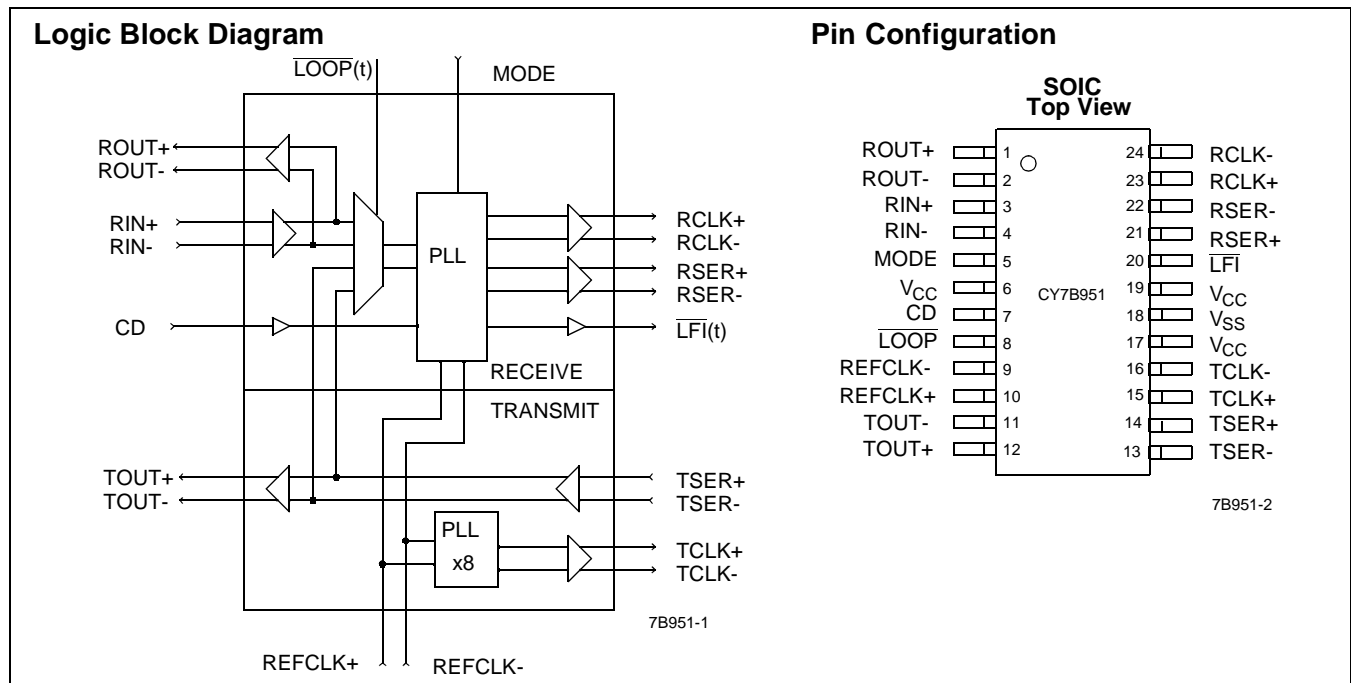 Logic Block Diagram
LOOP(t)
MODE
ROUT+
ROUT-
RIN+
RIN-
CD
PLL
RCLK+
RCLK-
RSER+
RSER-
LFI(t)
RECEIVE
TRANSMIT
TOUT+
TOUT-
TSER+
TSER-
PLL
x8
TCLK+
TCLK-
7B951-1
REFCLK+
REFCLK-
Pin Configuration
SOIC
Top View
ROUT+ 1
ROUT- 2
RIN+ 3
RIN- 4
MODE 5
VCC 6
CD 7
LOOP 8
REFCLK- 9
REFCLK+ 10
TOUT- 11
TOUT+ 12
CY7B951
24 RCLK-
23 RCLK+
22 RSER-
21 RSER+
20 LFI
19 VCC
18 VSS
17 VCC
16 TCLK-
15 TCLK+
14 TSER+
13 TSER-
7B951-2